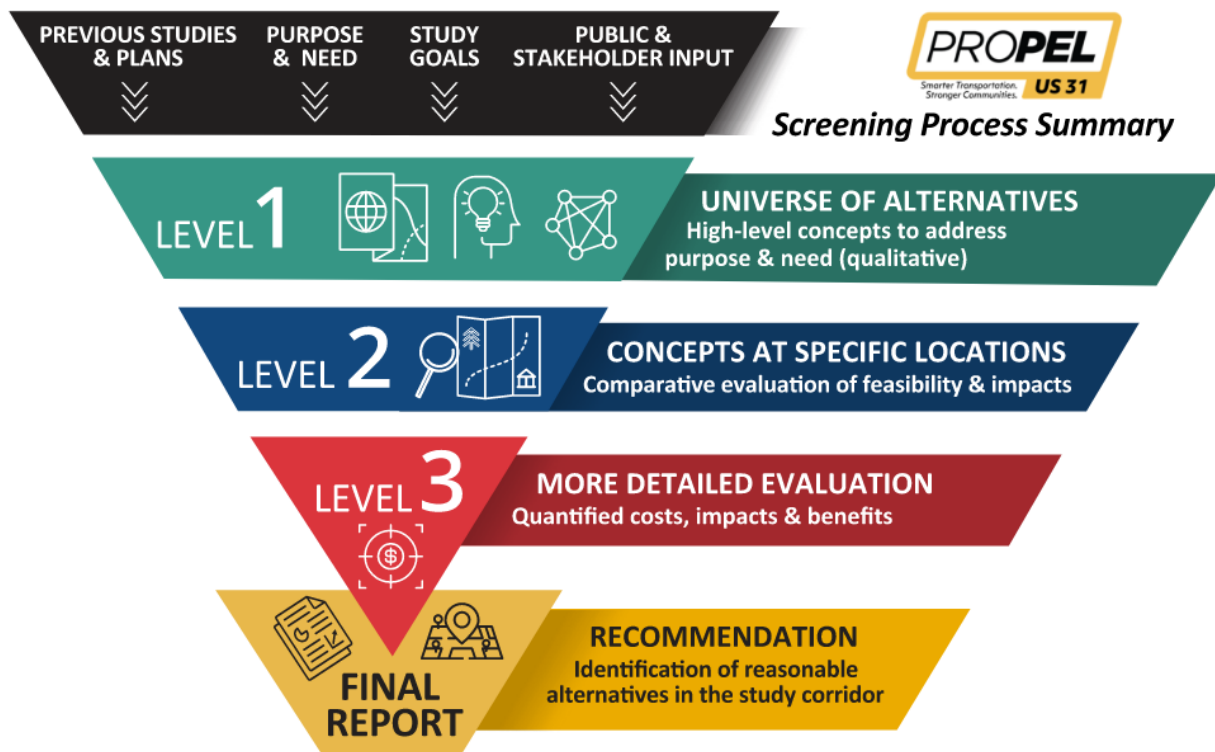 PREVIOUS STUDIES
& PLANS
PURPOSE
& NEED
STUDY
GOALS
PUBLIC &
STAKEHOLDER INPUT
PROPEL
Smarter Transportation.
Stronger Communities.
US 31
Screening Process Summary
LEVEL 1
UNIVERSE OF ALTERNATIVES
High-level concepts to address
purpose & need (qualitative)
LEVEL 2
CONCEPTS AT SPECIFIC LOCATIONS
Comparative evaluation of feasibility & impacts
LEVEL 3
$
MORE DETAILED EVALUATION
Quantified costs, impacts & benefits
FINAL
REPORT
RECOMMENDATION
Identification of reasonable
alternatives in the study corridor